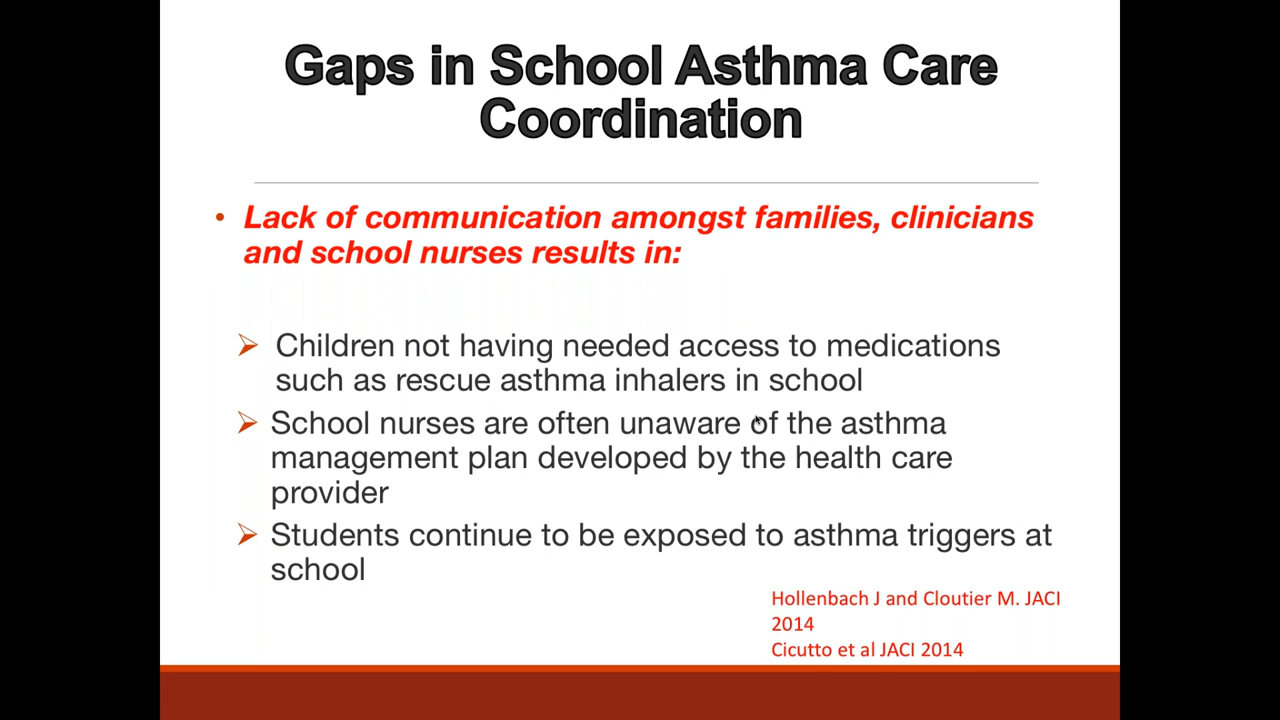 Gaps in School Asthma Care
Coordination
• Lack of communication amongst families, clinicians
and school nurses results in:
➢ Children not having needed access to medications
such as rescue asthma inhalers in school
➢ School nurses are often unaware of the asthma
management plan developed by the health care
provider
➢ Students continue to be exposed to asthma triggers at
school
Hollenbach J and Cloutier M. JACI
2014
Cicutto et al JACI 2014